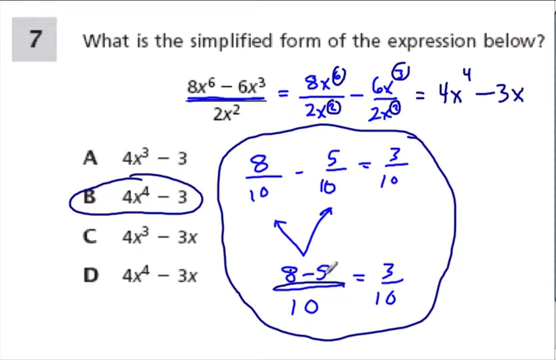 7 What is the simplified form of the expression below?
8x⁶ − 6x³ / 2x² = 8x⁶ / 2x² − 6x³ / 2x² = 4x⁴ − 3x
A 4x³ − 3
B 4x⁴ − 3
C 4x³ − 3x
D 4x⁴ − 3x
8/10 − 5/10 = 3/10
8−5 / 10 = 3/10